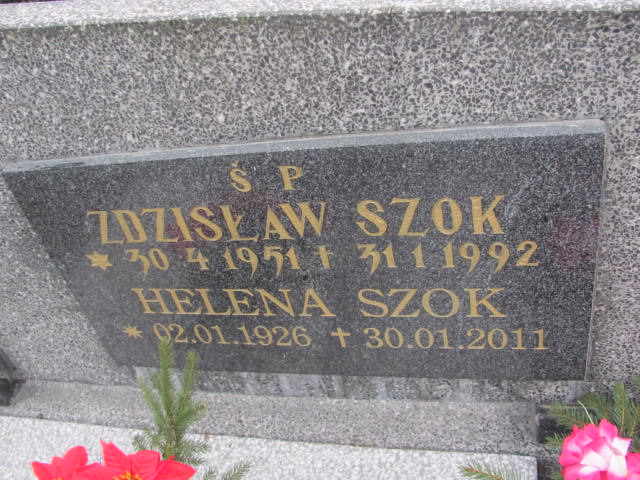 Ś P
ZDZISŁAW SZOK
* 30 4 1951 † 31 1 1992
HELENA SZOK
* 02.01.1926 † 30.01.2011